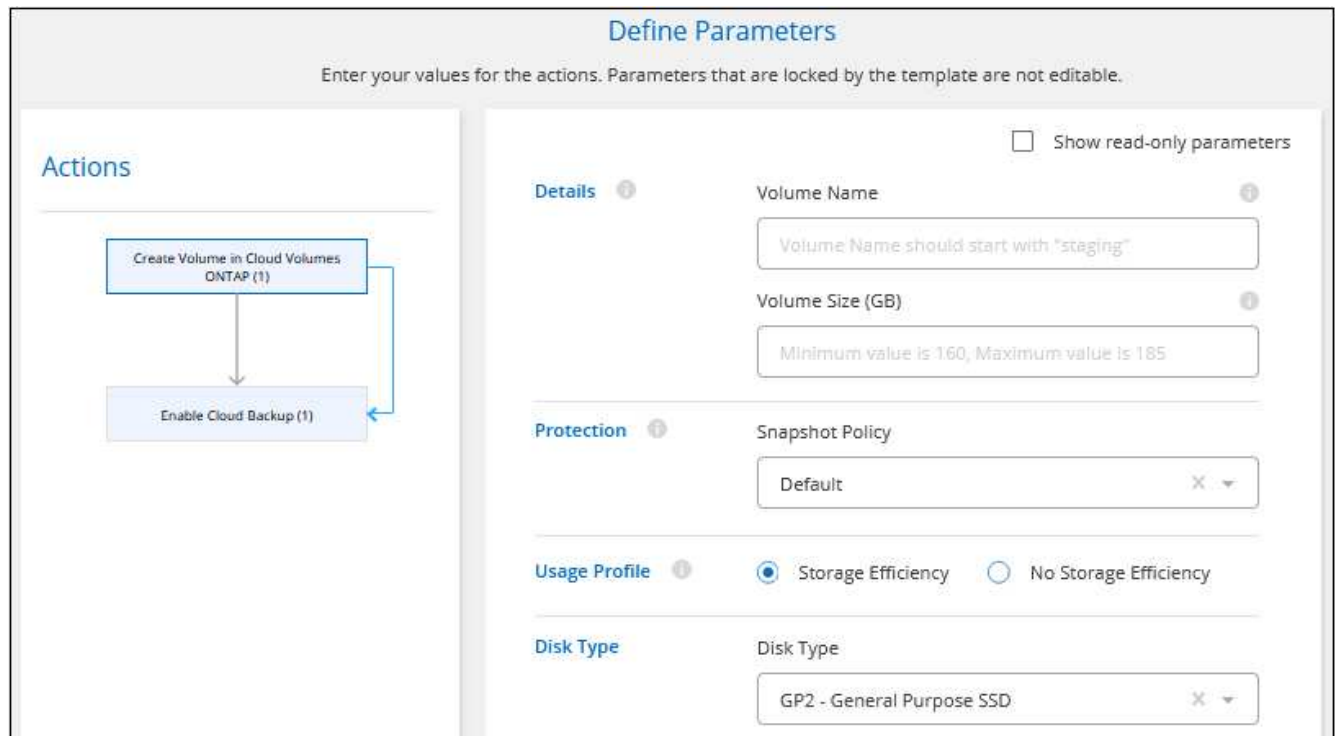 Define Parameters
Enter your values for the actions. Parameters that are locked by the template are not editable.
Actions
Create Volume in Cloud Volumes
ONTAP (1)
Enable Cloud Backup (1)
Show read-only parameters
Details
Volume Name
Volume Name should start with "staging"
Volume Size (GB)
Minimum value is 160, Maximum value is 185
Protection
Snapshot Policy
Default
Usage Profile
Storage Efficiency
No Storage Efficiency
Disk Type
Disk Type
GP2 - General Purpose SSD